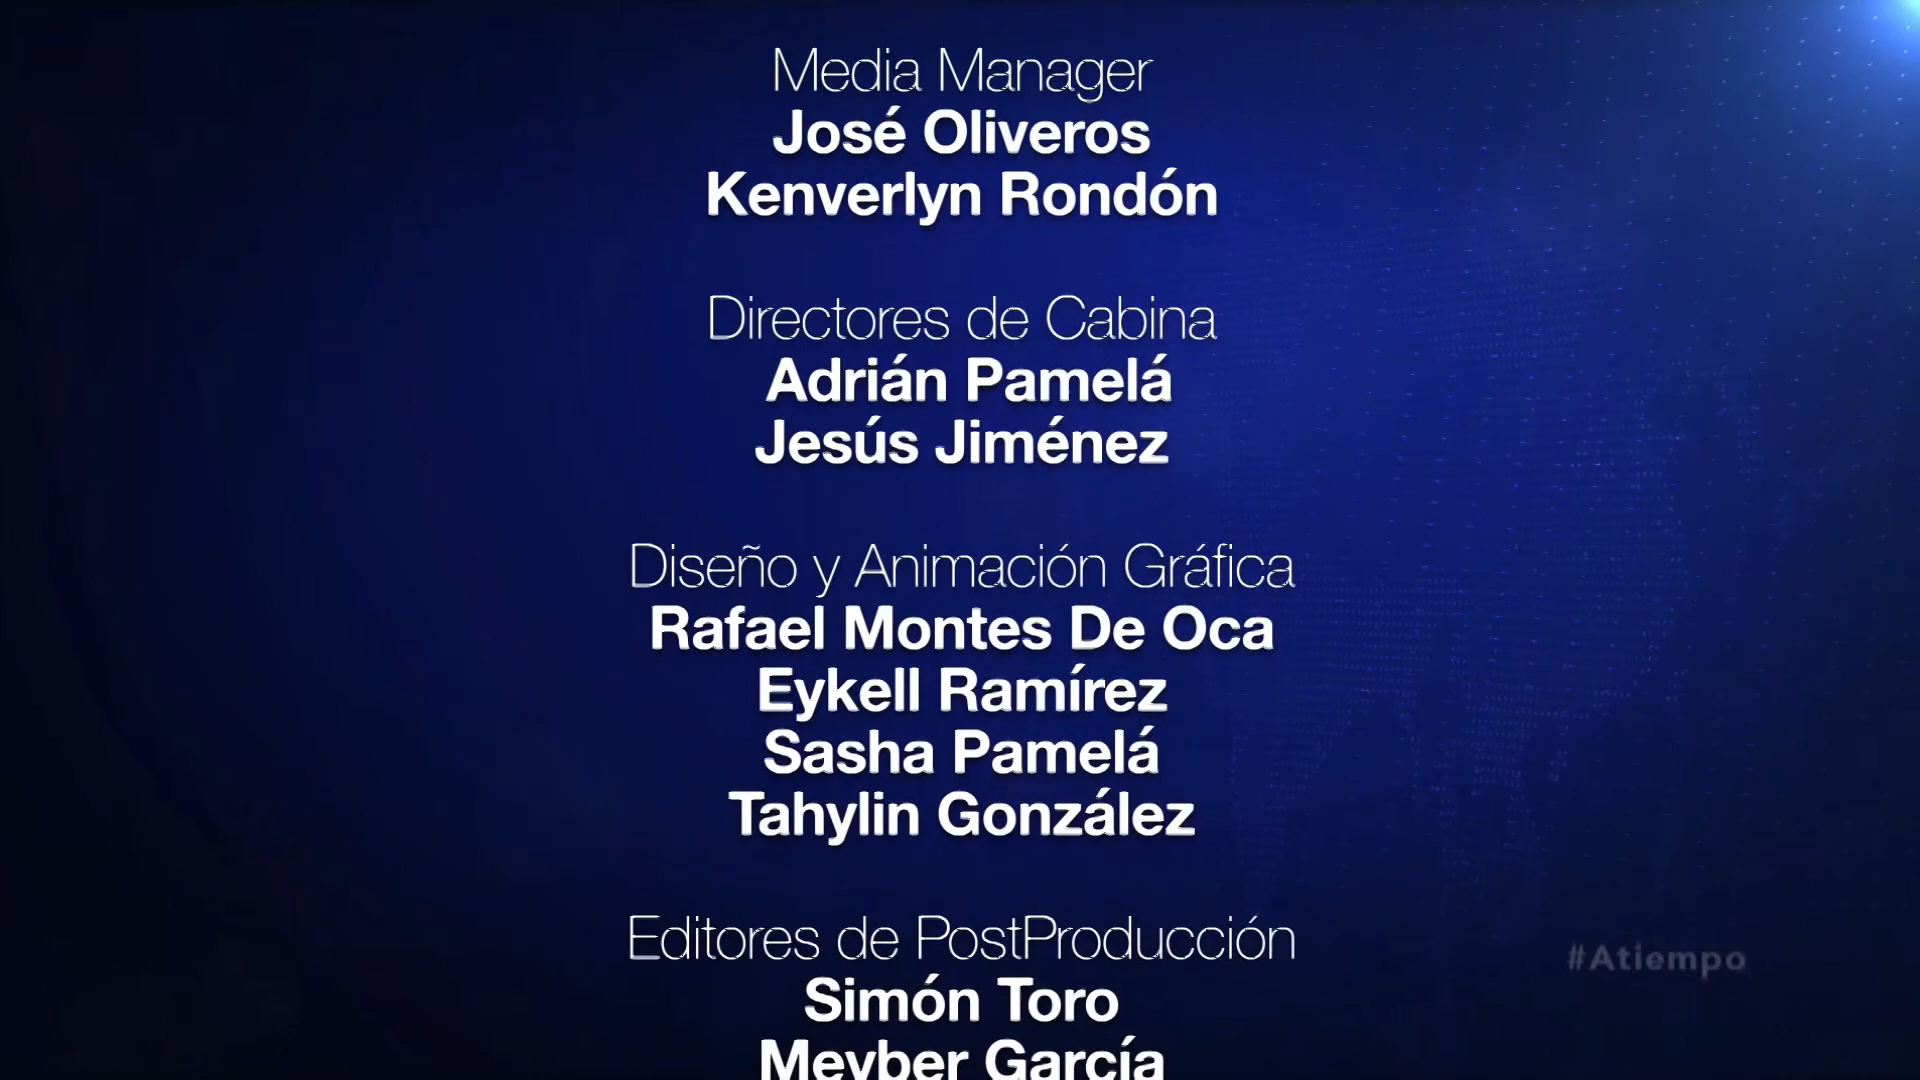 Media Manager
José Oliveros
Kenverlyn Rondón
Directores de Cabina
Adrián Pamelá
Jesús Jiménez
Diseño y Animación Gráfica
Rafael Montes De Oca
Eykell Ramírez
Sasha Pamelá
Tahylin González
Editores de PostProducción
#Atiempo
Simón Toro
Meyber García